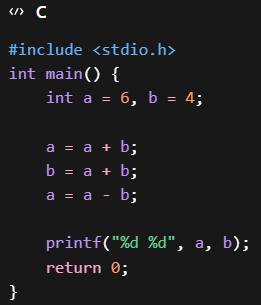 </> C
#include <stdio.h>
int main() {
    int a = 6, b = 4;

    a = a + b;
    b = a + b;
    a = a - b;

    printf("%d %d", a, b);
    return 0;
}